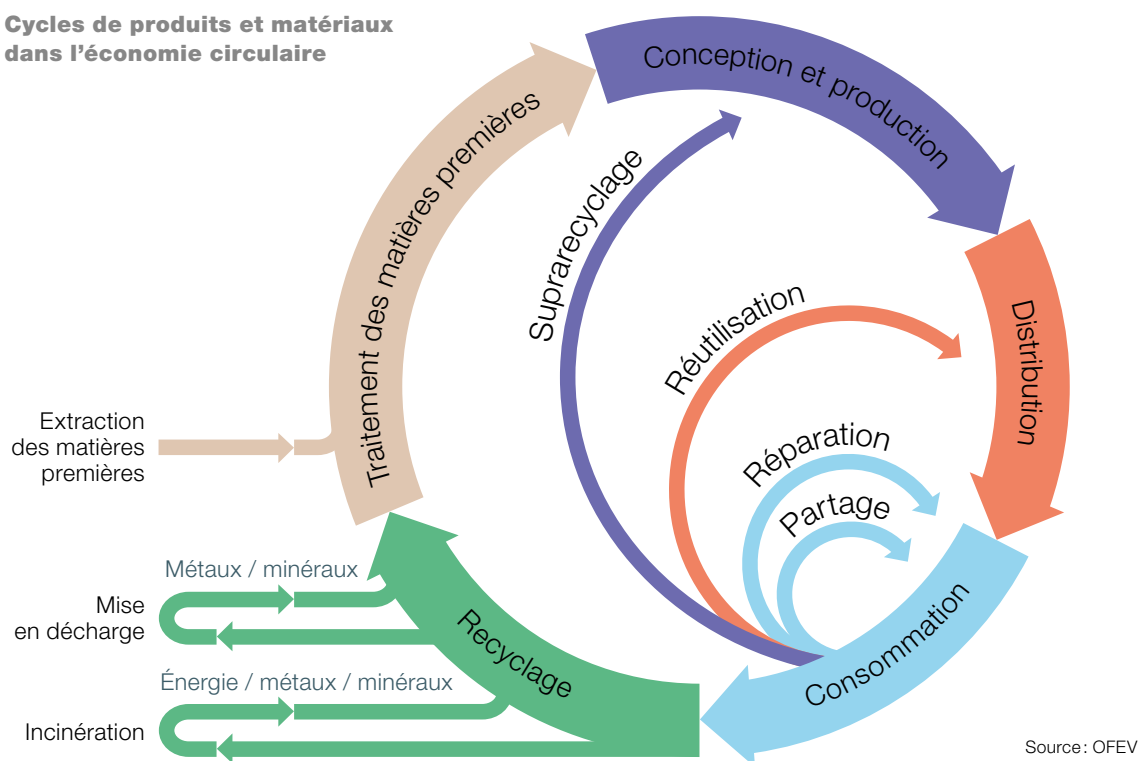 Cycles de produits et matériaux
dans l’économie circulaire
Conception et production
Traitement des matières premières
Suprarecyclage
Réutilisation
Distribution
Réparation
Partage
Extraction
des matières
premières
Métaux / minéraux
Mise
en décharge
Recyclage
Consommation
Énergie / métaux / minéraux
Incinération
Source : OFEV